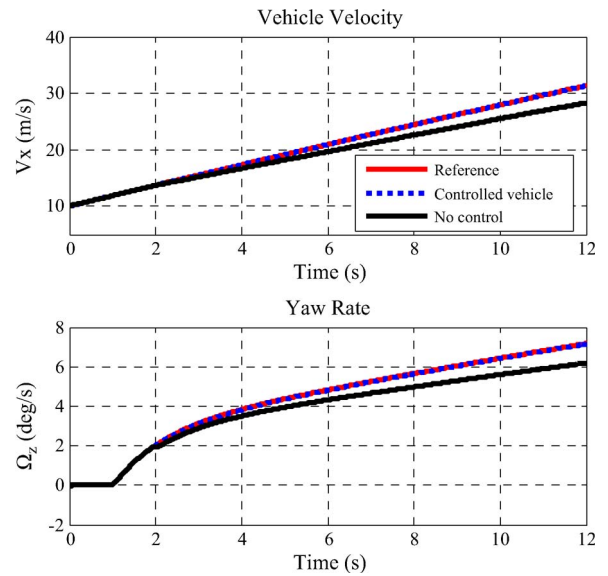 Vehicle Velocity
40
30
20
10
Vx (m/s)
Reference
Controlled vehicle
No control
0 2 4 6 8 10 12
Time (s)
Yaw Rate
8
6
4
2
0
-2
Ωz (deg/s)
0 2 4 6 8 10 12
Time (s)